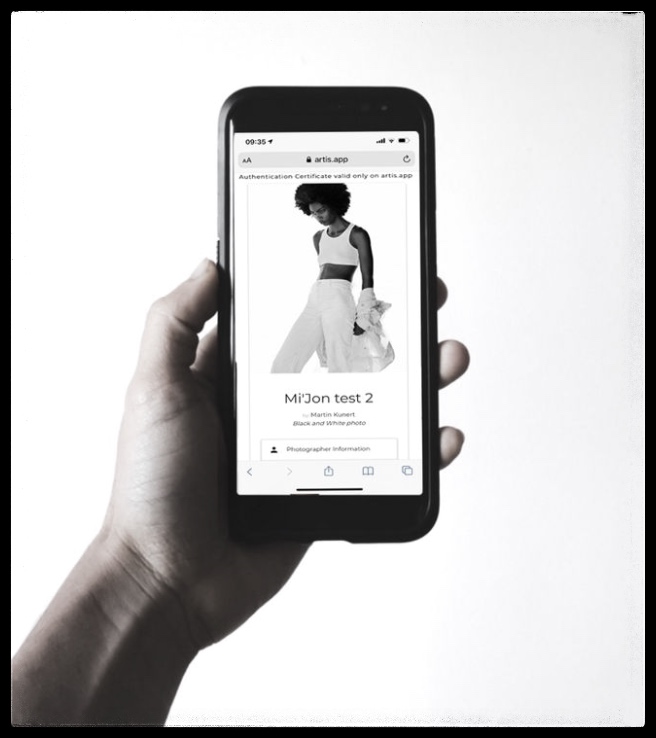 09:35
AA artis.app
Authentication Certificate valid only on artis.app
Mi'Jon test 2
by Martin Kunert
Black and White photo
Photographer Information